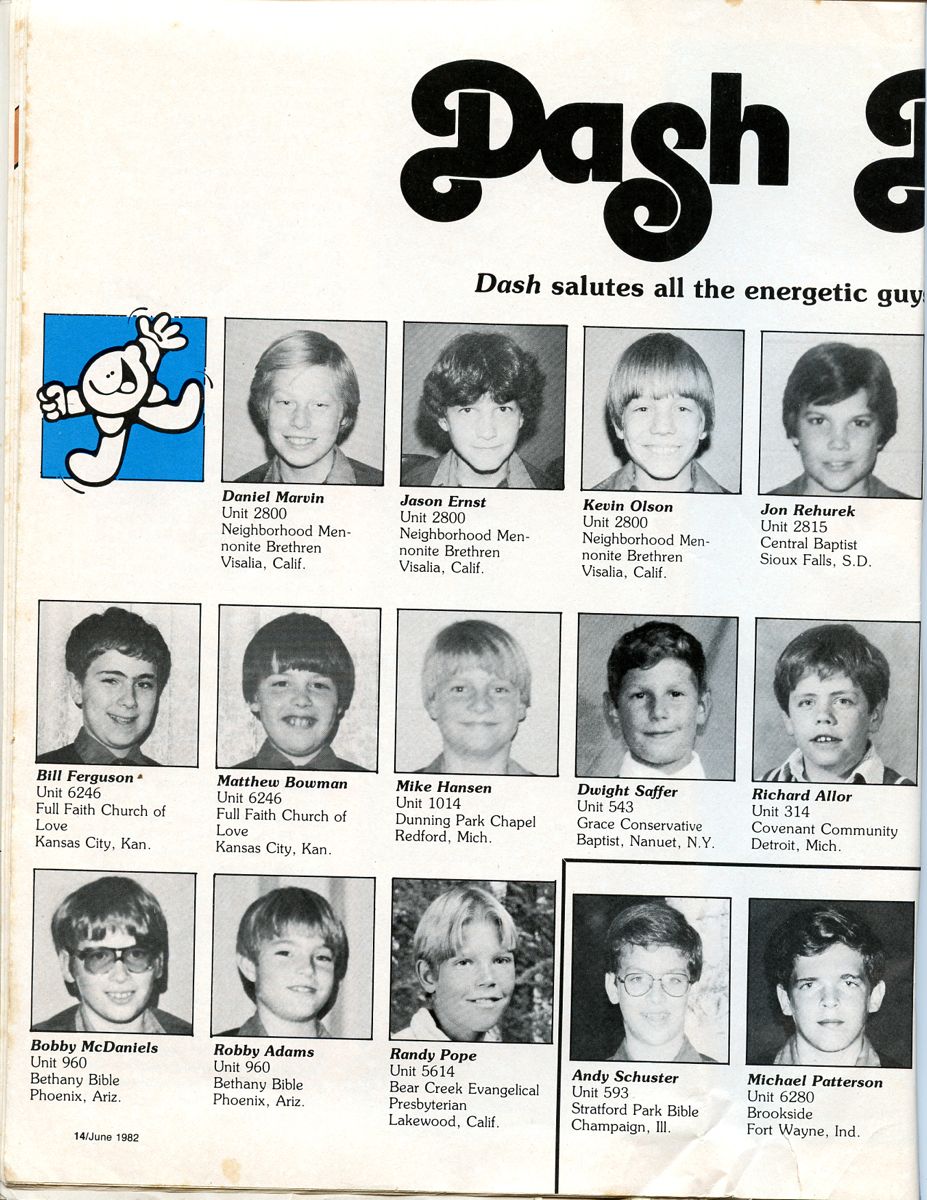 Dash
Dash salutes all the energetic guys
Daniel Marvin
Unit 2800
Neighborhood Men-
nonite Brethren
Visalia, Calif.
Jason Ernst
Unit 2800
Neighborhood Men-
nonite Brethren
Visalia, Calif.
Kevin Olson
Unit 2800
Neighborhood Men-
nonite Brethren
Visalia, Calif.
Jon Rehurek
Unit 2815
Central Baptist
Sioux Falls, S.D.
Bill Ferguson
Unit 6246
Full Faith Church of
Love
Kansas City, Kan.
Matthew Bowman
Unit 6246
Full Faith Church of
Love
Kansas City, Kan.
Mike Hansen
Unit 1014
Dunning Park Chapel
Redford, Mich.
Dwight Saffer
Unit 543
Grace Conservative
Baptist, Nanuet, N.Y.
Richard Allor
Unit 314
Covenant Community
Detroit, Mich.
Bobby McDaniels
Unit 960
Bethany Bible
Phoenix, Ariz.
Robby Adams
Unit 960
Bethany Bible
Phoenix, Ariz.
Randy Pope
Unit 5614
Bear Creek Evangelical
Presbyterian
Lakewood, Calif.
Andy Schuster
Unit 593
Stratford Park Bible
Champaign, Ill.
Michael Patterson
Unit 6280
Brookside
Fort Wayne, Ind.
14/June 1982